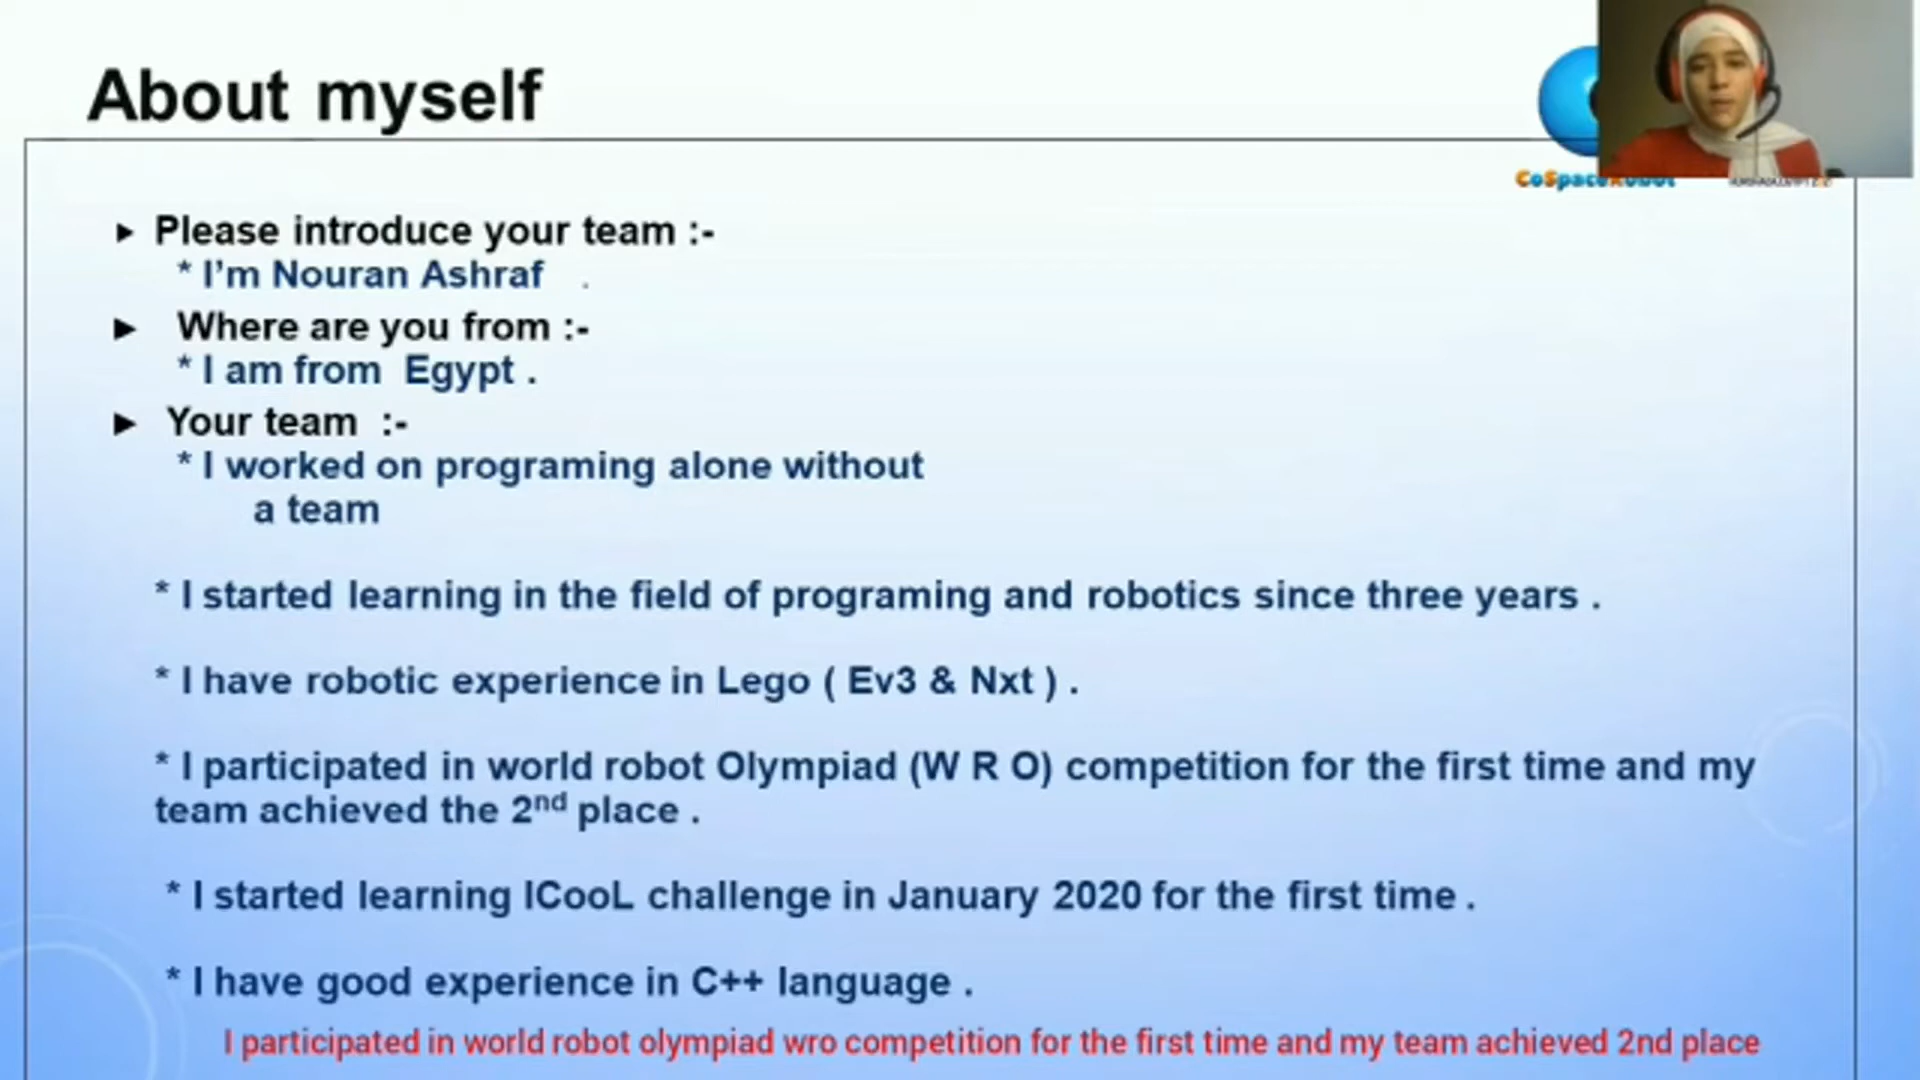 About myself
CoSpaceRobot
Please introduce your team :-
* I’m Nouran Ashraf .
Where are you from :-
* I am from Egypt .
Your team :-
* I worked on programing alone without
a team
* I started learning in the field of programing and robotics since three years .
* I have robotic experience in Lego ( Ev3 & Nxt ) .
* I participated in world robot Olympiad (W R O) competition for the first time and my
team achieved the 2nd place .
* I started learning ICooL challenge in January 2020 for the first time .
* I have good experience in C++ language .
I participated in world robot olympiad wro competition for the first time and my team achieved 2nd place